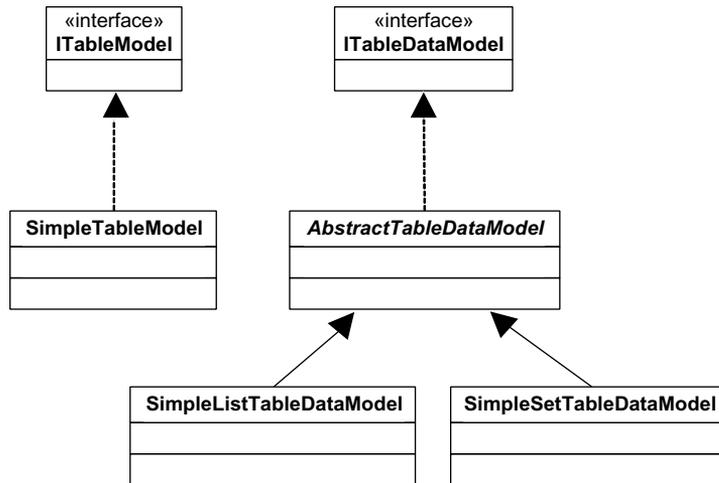 «interface»
ITableModel
«interface»
ITableDataModel
SimpleTableModel
AbstractTableDataModel
SimpleListTableDataModel
SimpleSetTableDataModel